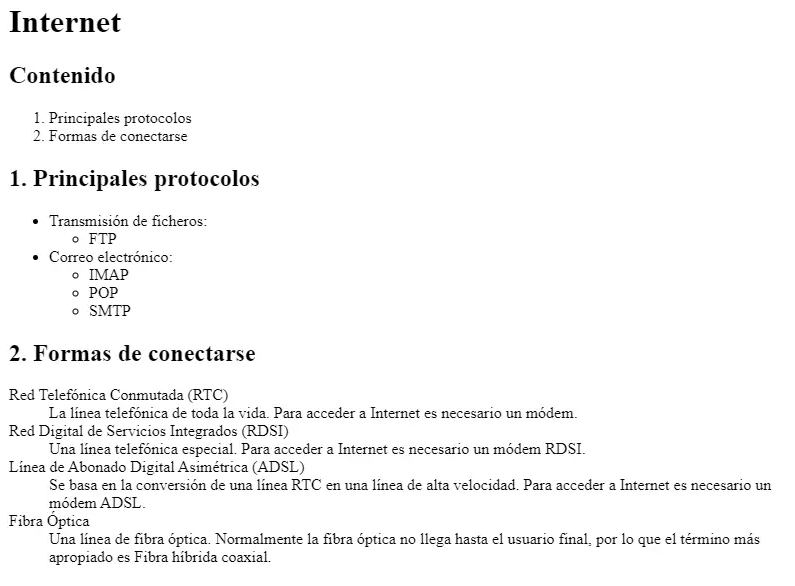 Internet
Contenido
1. Principales protocolos
2. Formas de conectarse
1. Principales protocolos
• Transmisión de ficheros:
◦ FTP
• Correo electrónico:
◦ IMAP
◦ POP
◦ SMTP
2. Formas de conectarse
Red Telefónica Conmutada (RTC)
La línea telefónica de toda la vida. Para acceder a Internet es necesario un módem.
Red Digital de Servicios Integrados (RDSI)
Una línea telefónica especial. Para acceder a Internet es necesario un módem RDSI.
Línea de Abonado Digital Asimétrica (ADSL)
Se basa en la conversión de una línea RTC en una línea de alta velocidad. Para acceder a Internet es necesario un
módem ADSL.
Fibra Óptica
Una línea de fibra óptica. Normalmente la fibra óptica no llega hasta el usuario final, por lo que el término más
apropiado es Fibra híbrida coaxial.